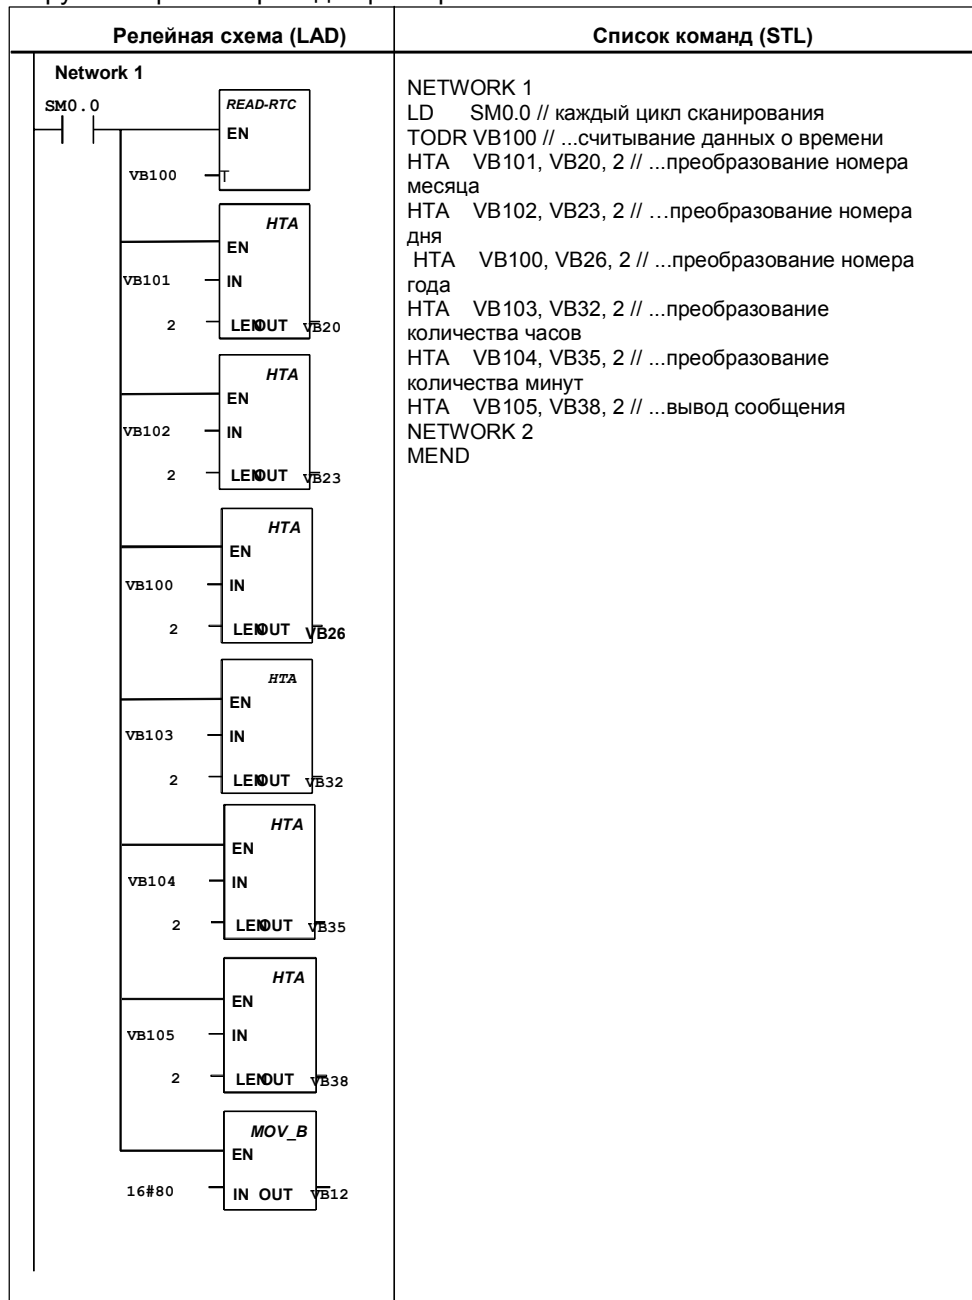 Релейная схема (LAD)
Список команд (STL)
Network 1
SM0.0
READ-RTC
EN
VB100
T
HTA
EN
VB101
IN
2
LEN
OUT
VB20
HTA
EN
VB102
IN
2
LEN
OUT
VB23
HTA
EN
VB100
IN
2
LEN
OUT
VB26
HTA
EN
VB103
IN
2
LEN
OUT
VB32
HTA
EN
VB104
IN
2
LEN
OUT
VB35
HTA
EN
VB105
IN
2
LEN
OUT
VB38
MOV_B
EN
16#80
IN OUT
VB12
NETWORK 1
LD SM0.0 // каждый цикл сканирования
TODR VB100 // ...считывание данных о времени
HTA VB101, VB20, 2 // ...преобразование номера
месяца
HTA VB102, VB23, 2 // …преобразование номера
дня
HTA VB100, VB26, 2 // ...преобразование номера
года
HTA VB103, VB32, 2 // ...преобразование
количества часов
HTA VB104, VB35, 2 // ...преобразование
количества минут
HTA VB105, VB38, 2 // ...вывод сообщения
NETWORK 2
MEND